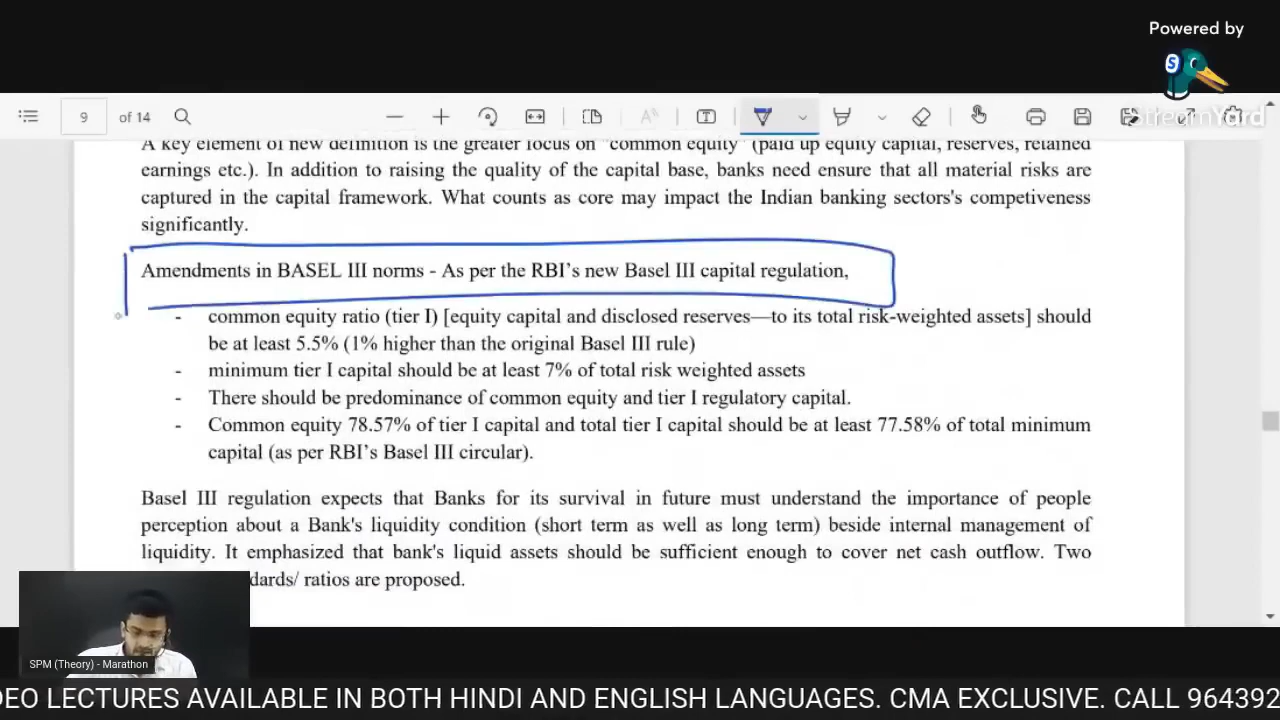 Powered by
S
StreamYard
9 of 14
A key element of new definition is the greater focus on "common equity" (paid up equity capital, reserves, retained
earnings etc.). In addition to raising the quality of the capital base, banks need ensure that all material risks are
captured in the capital framework. What counts as core may impact the Indian banking sectors's competiveness
significantly.
Amendments in BASEL III norms - As per the RBI's new Basel III capital regulation,
- common equity ratio (tier I) [equity capital and disclosed reserves—to its total risk-weighted assets] should
be at least 5.5% (1% higher than the original Basel III rule)
- minimum tier I capital should be at least 7% of total risk weighted assets
- There should be predominance of common equity and tier I regulatory capital.
- Common equity 78.57% of tier I capital and total tier I capital should be at least 77.58% of total minimum
capital (as per RBI's Basel III circular).
Basel III regulation expects that Banks for its survival in future must understand the importance of people
perception about a Bank's liquidity condition (short term as well as long term) beside internal management of
liquidity. It emphasized that bank's liquid assets should be sufficient enough to cover net cash outflow. Two
dards/ ratios are proposed.
SPM (Theory) - Marathon
DEO LECTURES AVAILABLE IN BOTH HINDI AND ENGLISH LANGUAGES. CMA EXCLUSIVE. CALL 964392